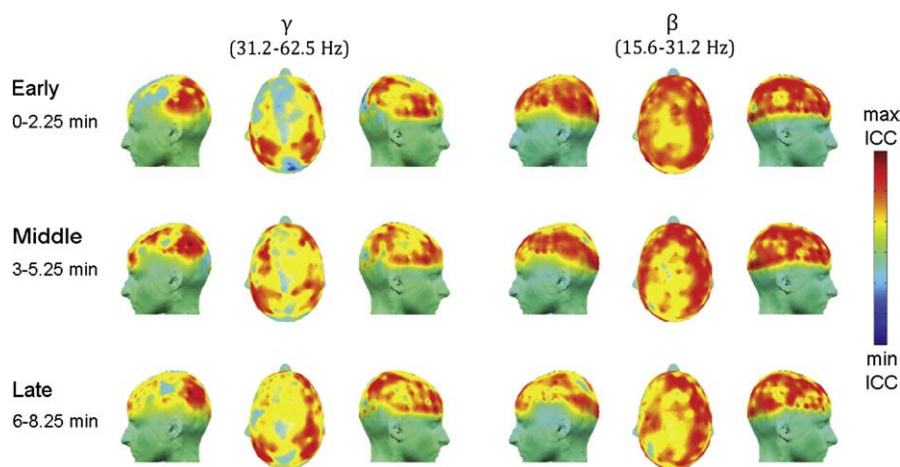 γ
(31.2-62.5 Hz)
β
(15.6-31.2 Hz)
Early
0-2.25 min
Middle
3-5.25 min
Late
6-8.25 min
max
ICC
min
ICC